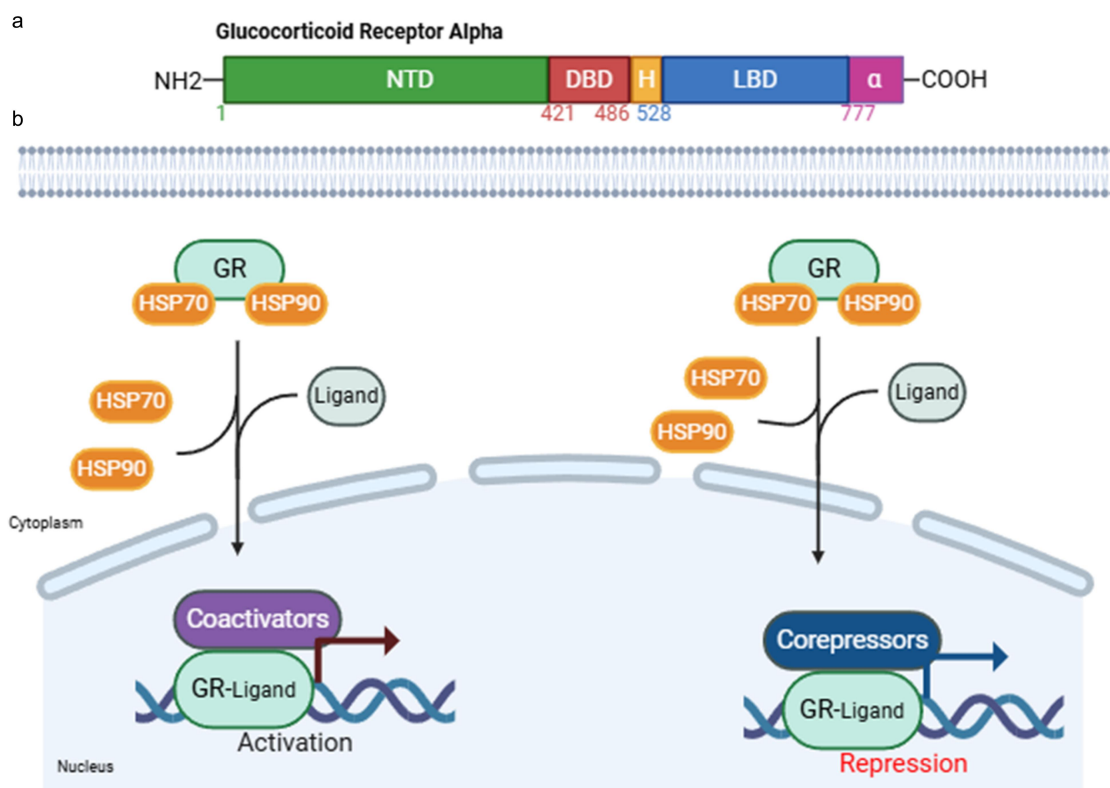 a
Glucocorticoid Receptor Alpha
NH2 NTD DBD H LBD α COOH
1 421 486 528 777
b
GR GR
HSP70 HSP90 HSP70 HSP90
HSP70 Ligand HSP70 Ligand
HSP90 HSP90
Cytoplasm
Coactivators Corepressors
GR-Ligand GR-Ligand
Activation Repression
Nucleus